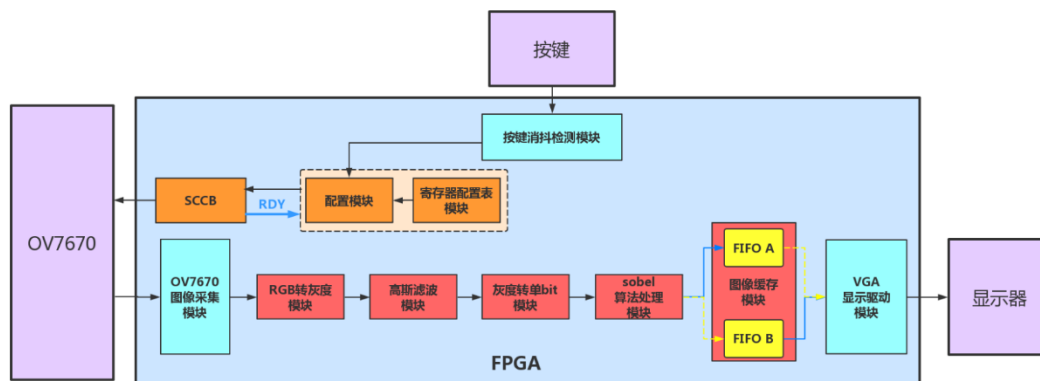 按键
按键消抖检测模块
OV7670
SCCB
RDY
配置模块
寄存器配置表
模块
OV7670
图像采集
模块
RGB转灰度
模块
高斯滤波
模块
灰度转单bit
模块
sobel
算法处理
模块
FIFO A
图像缓存
模块
FIFO B
VGA
显示驱动
模块
显示器
FPGA